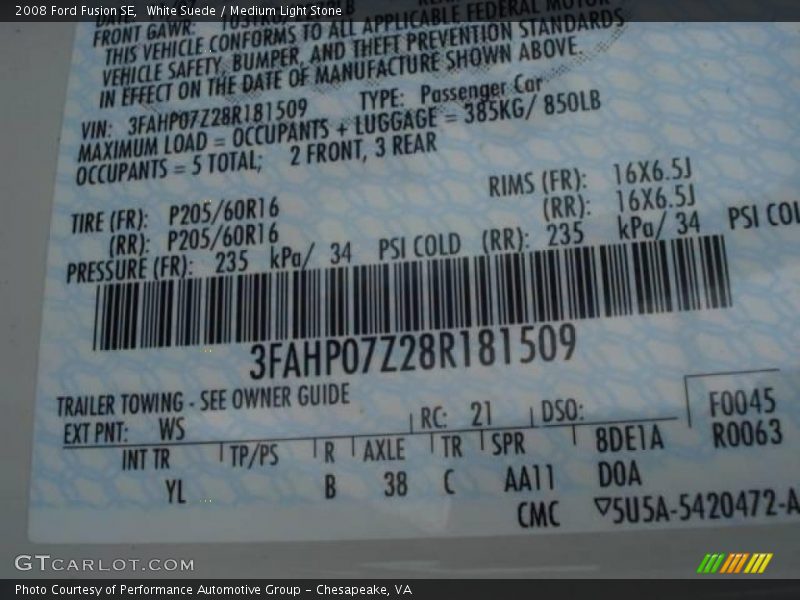 2008 Ford Fusion SE, White Suede / Medium Light Stone
FRONT GAWR:
THIS VEHICLE CONFORMS TO ALL APPLICABLE FEDERAL MOTOR
VEHICLE SAFETY, BUMPER, AND THEFT PREVENTION STANDARDS
IN EFFECT ON THE DATE OF MANUFACTURE SHOWN ABOVE.
VIN: 3FAHP07Z28R181509 TYPE: Passenger Car
MAXIMUM LOAD = OCCUPANTS + LUGGAGE = 385KG/ 850LB
OCCUPANTS = 5 TOTAL; 2 FRONT, 3 REAR
TIRE (FR): P205/60R16 RIMS (FR): 16X6.5J
(RR): P205/60R16 (RR): 16X6.5J
PRESSURE (FR): 235 kPa/ 34 PSI COLD (RR): 235 kPa/ 34 PSI COL
3FAHP07Z28R181509
TRAILER TOWING - SEE OWNER GUIDE
EXT PNT: WS RC: 21 DSO: F0045
INT TR TP/PS R AXLE TR SPR 8DE1A R0063
YL B 38 C AA11 D0A
CMC ▽5U5A-5420472-A
GTCARLOT.COM
Photo Courtesy of Performance Automotive Group - Chesapeake, VA